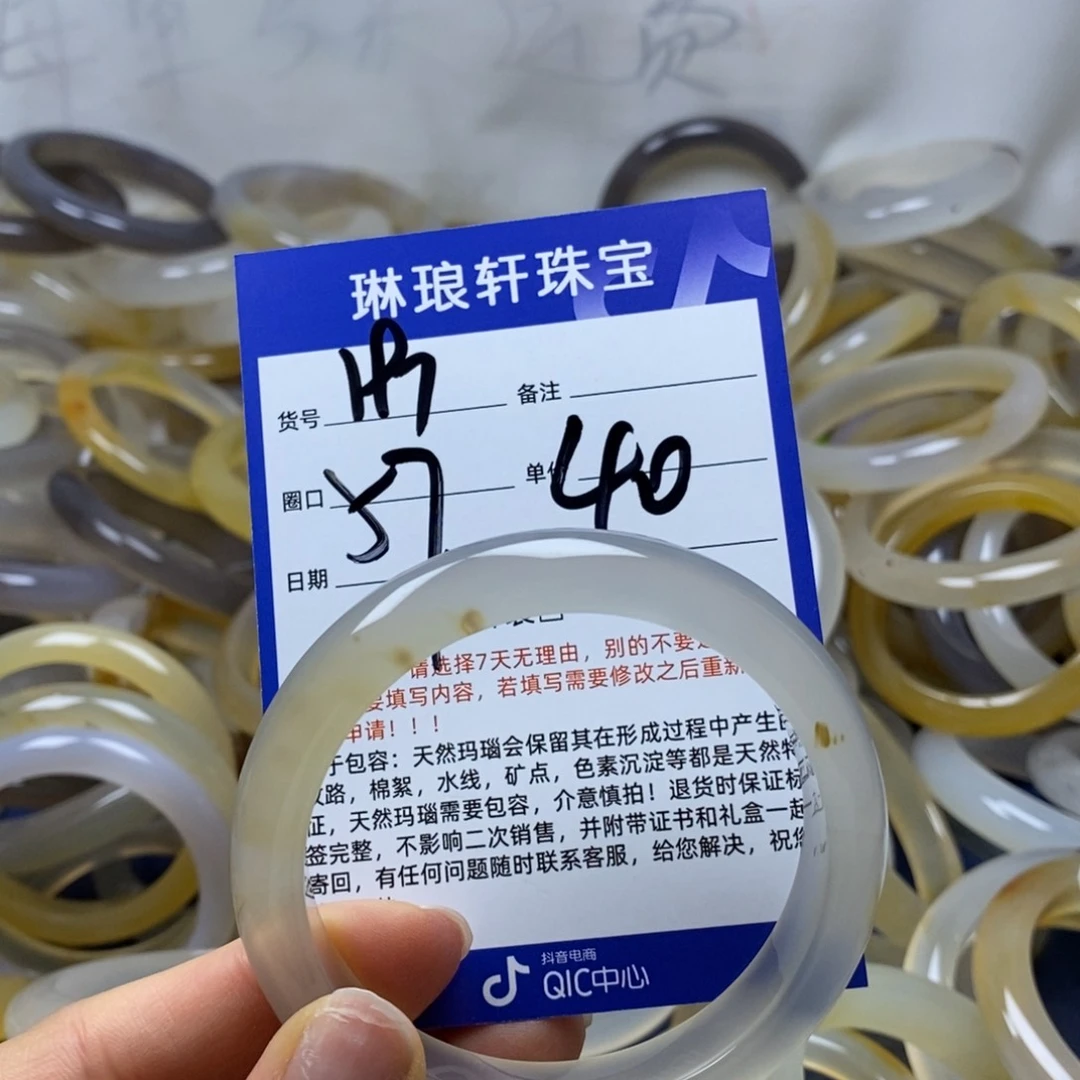 琳琅轩珠宝
货号
备注
圈口 57
单价 40
日期
请选择7天无理由，别的不要
要填写内容，若填写需要修改之后重新
申请！！！
于包容：天然玛瑙会保留其在形成过程中产生
路，棉絮，水线，矿点，色素沉淀等都是天然特
征，天然玛瑙需要包容，介意慎拍！退货时保证标
签完整，不影响二次销售，并附带证书和礼盒一起
寄回，有任何问题随时联系客服，给您解决，祝您
抖音电商
QIC中心